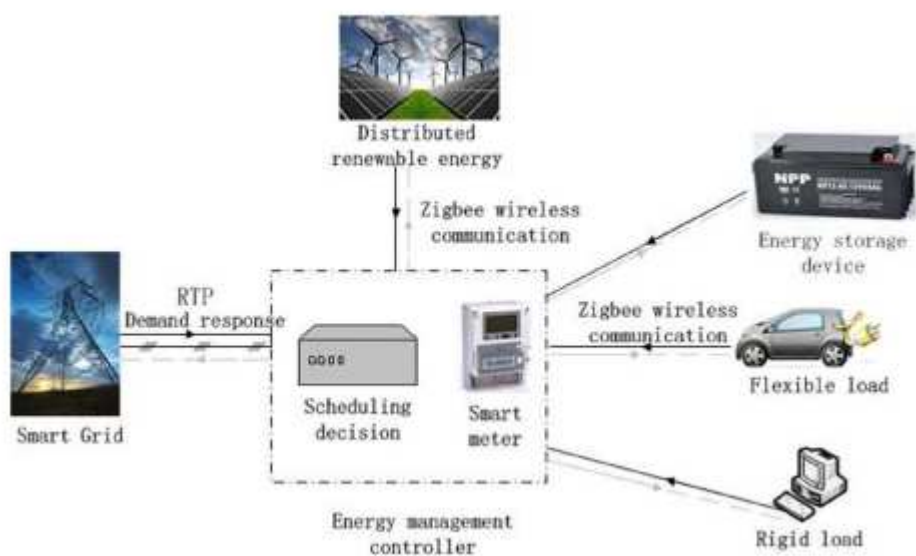 Distributed
renewable energy
Zigbee wireless
communication
NPP
Energy storage
device
RTP
Demand response
Zigbee wireless
communication
Scheduling
decision
Smart
meter
Smart Grid
Flexible load
Energy management
controller
Rigid load